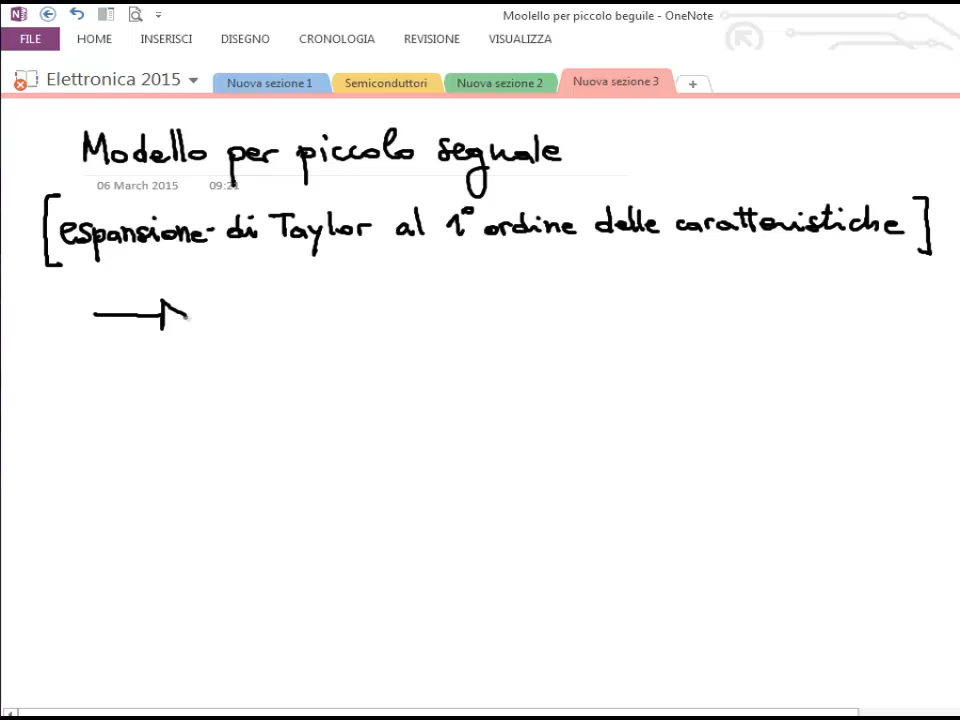 Moolello per piccolo beguile - OneNote
FILE HOME INSERISCI DISEGNO CRONOLOGIA REVISIONE VISUALIZZA
Elettronica 2015 Nuova sezione 1 Semiconduttori Nuova sezione 2 Nuova sezione 3 +
Modello per piccolo segnale
06 March 2015 09:21
[espansione di Taylor al 1° ordine delle caratteristiche]